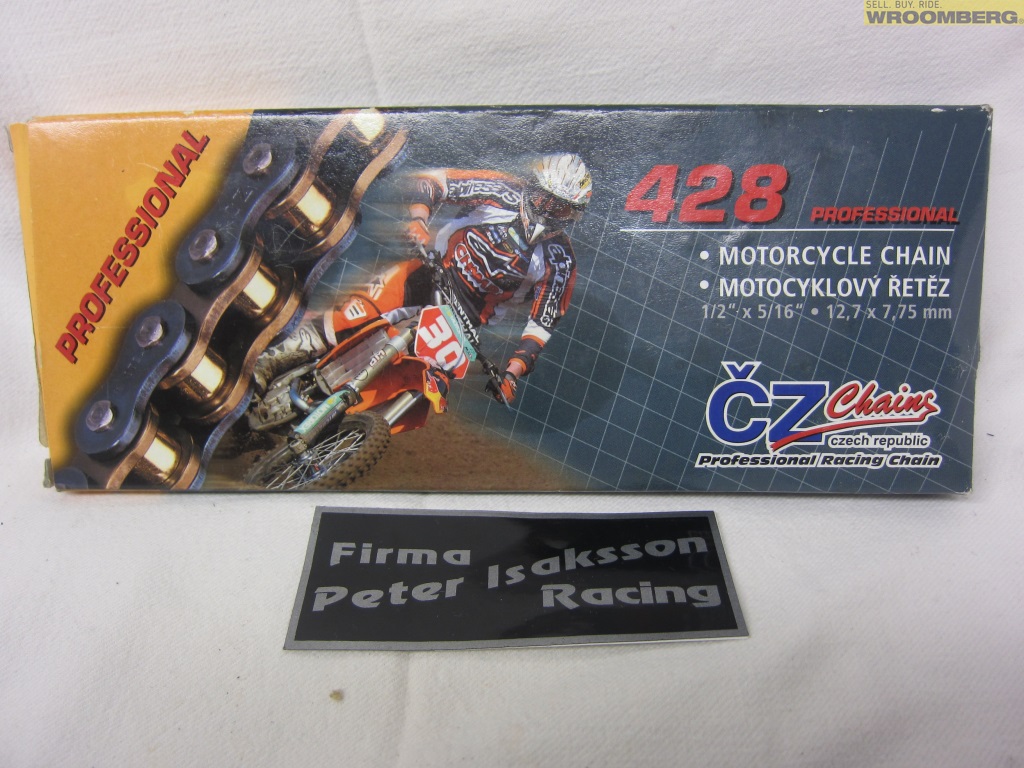 SELL. BUY. RIDE.
WROOMBERG.
PROFESSIONAL
428 PROFESSIONAL
• MOTORCYCLE CHAIN
• MOTOCYKLOVÝ ŘETĚZ
1/2" x 5/16" • 12,7 x 7,75 mm
30
ČZ Chains
czech republic
Professional Racing Chain
Firma
Peter Isaksson
Racing